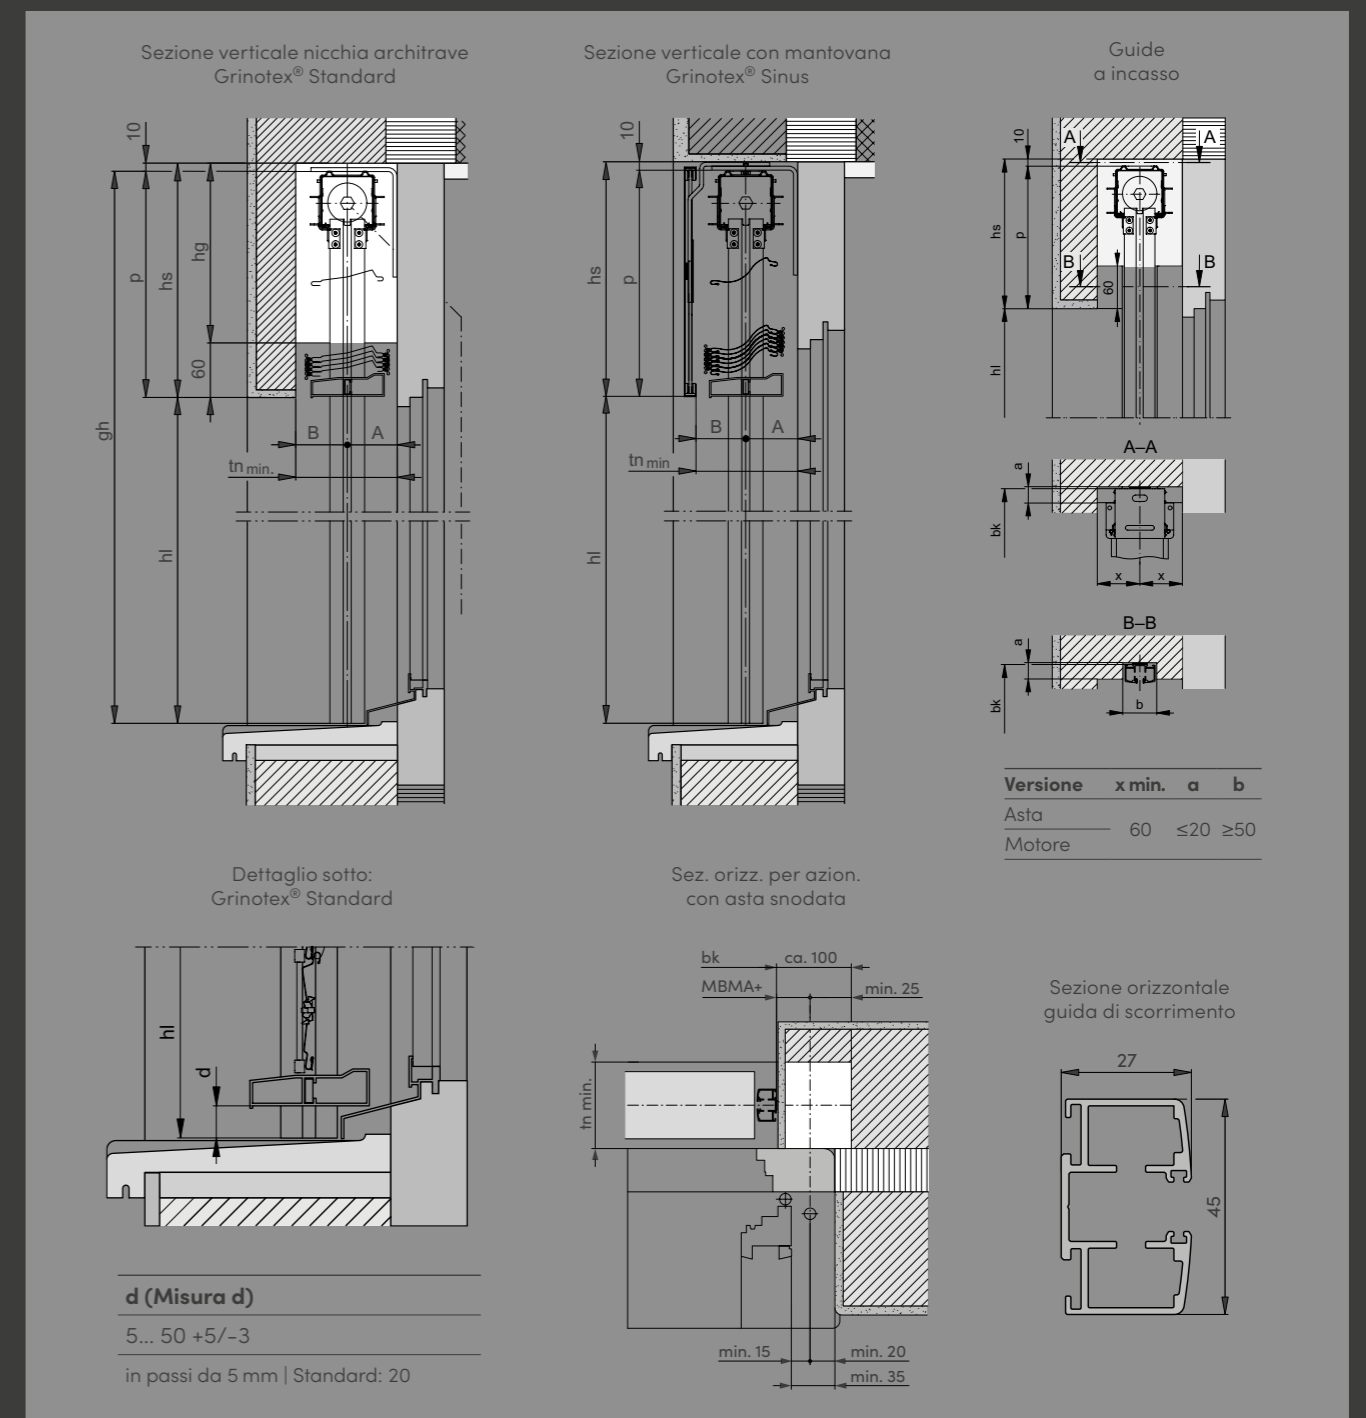 Sezione verticale nicchia architrave
Grinotex® Standard
10
p
hs
hg
60
gh
B
A
tn min.
hl
Sezione verticale con mantovana
Grinotex® Sinus
10
hs
p
B
A
tn min
hl
Guide
a incasso
10
A
A
hs
p
B
B
60
hl
A–A
a
bk
x
x
B–B
a
bk
b
Versione x min. a b
Asta
60 ≤20 ≥50
Motore
Dettaglio sotto:
Grinotex® Standard
hl
d
d (Misura d)
5... 50 +5/-3
in passi da 5 mm | Standard: 20
Sez. orizz. per azion.
con asta snodata
bk
ca. 100
MBMA+
min. 25
tn min.
min. 15
min. 20
min. 35
Sezione orizzontale
guida di scorrimento
27
45